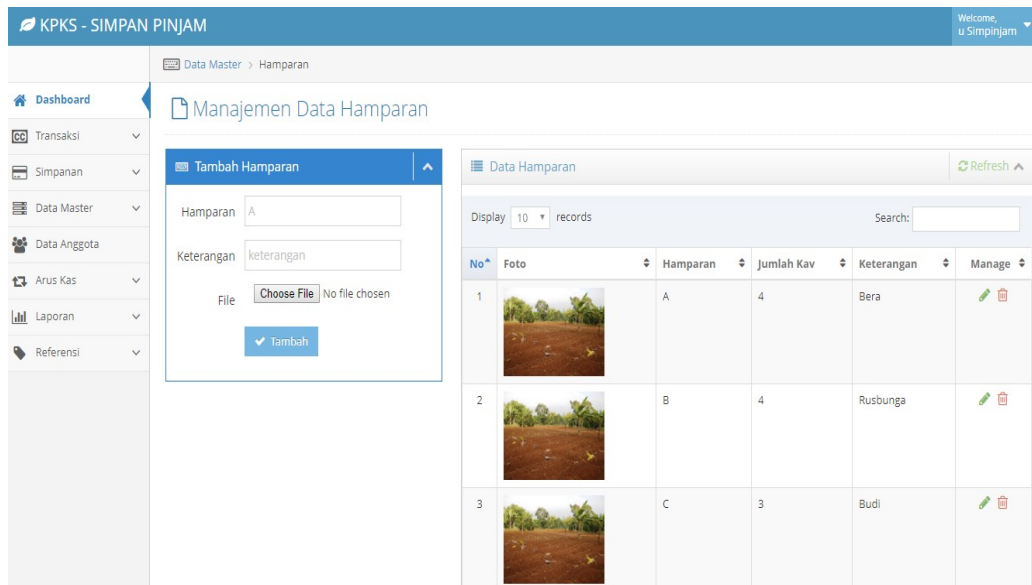 KPKS - SIMPAN PINJAM
Welcome,
u Simpinjam
Data Master > Hamparan
Dashboard
Transaksi
Simpanan
Data Master
Data Anggota
Arus Kas
Laporan
Referensi
Manajemen Data Hamparan
Tambah Hamparan
Hamparan A
Keterangan keterangan
File Choose File No file chosen
Tambah
Data Hamparan
Refresh
Display 10 records
Search:
No Foto Hamparan Jumlah Kav Keterangan Manage
1 A 4 Bera
2 B 4 Rusbunga
3 C 3 Budi